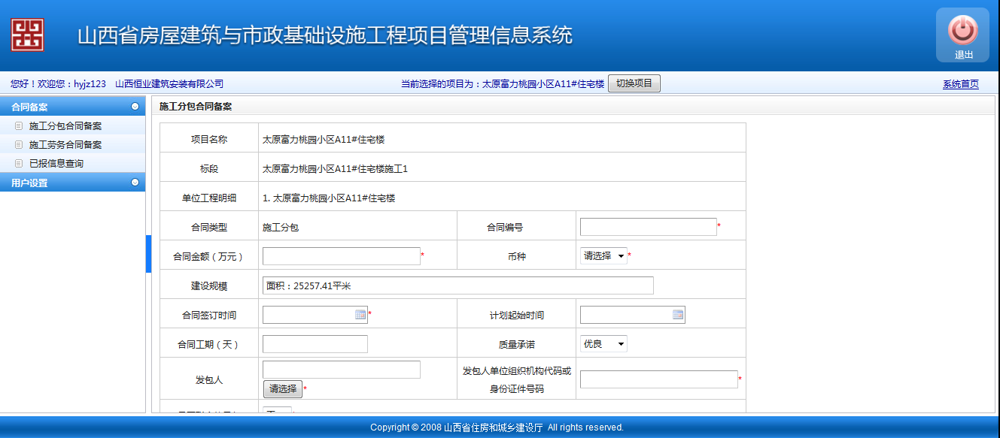 山西省房屋建筑与市政基础设施工程项目管理信息系统
退出
您好！欢迎您：hyjz123 山西恒业建筑安装有限公司
当前选择的项目为：太原富力桃园小区A11#住宅楼 切换项目
系统首页
合同备案
施工分包合同备案
施工劳务合同备案
已报信息查询
用户设置
施工分包合同备案
项目名称 太原富力桃园小区A11#住宅楼
标段 太原富力桃园小区A11#住宅楼施工1
单位工程明细 1. 太原富力桃园小区A11#住宅楼
合同类型 施工分包 合同编号 *
合同金额（万元） * 币种 请选择 *
建设规模 面积：25257.41平米
合同签订时间 * 计划起始时间
合同工期（天） 质量承诺 优良
发包人 请选择 * 发包人单位组织机构代码或
身份证件号码 *
Copyright © 2008 山西省住房和城乡建设厅 All rights reserved.